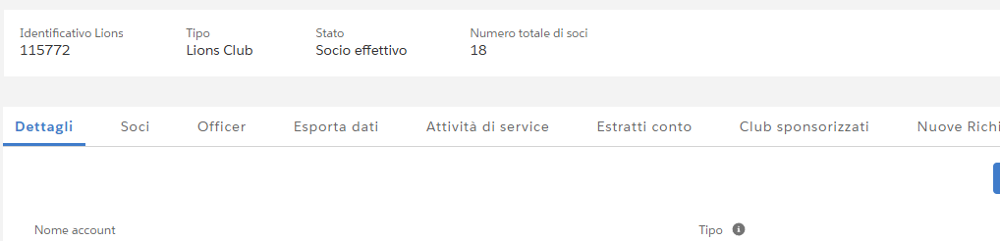 Identificativo Lions Tipo Stato Numero totale di soci
115772 Lions Club Socio effettivo 18
Dettagli Soci Officer Esporta dati Attività di service Estratti conto Club sponsorizzati Nuove Richi
Nome account Tipo